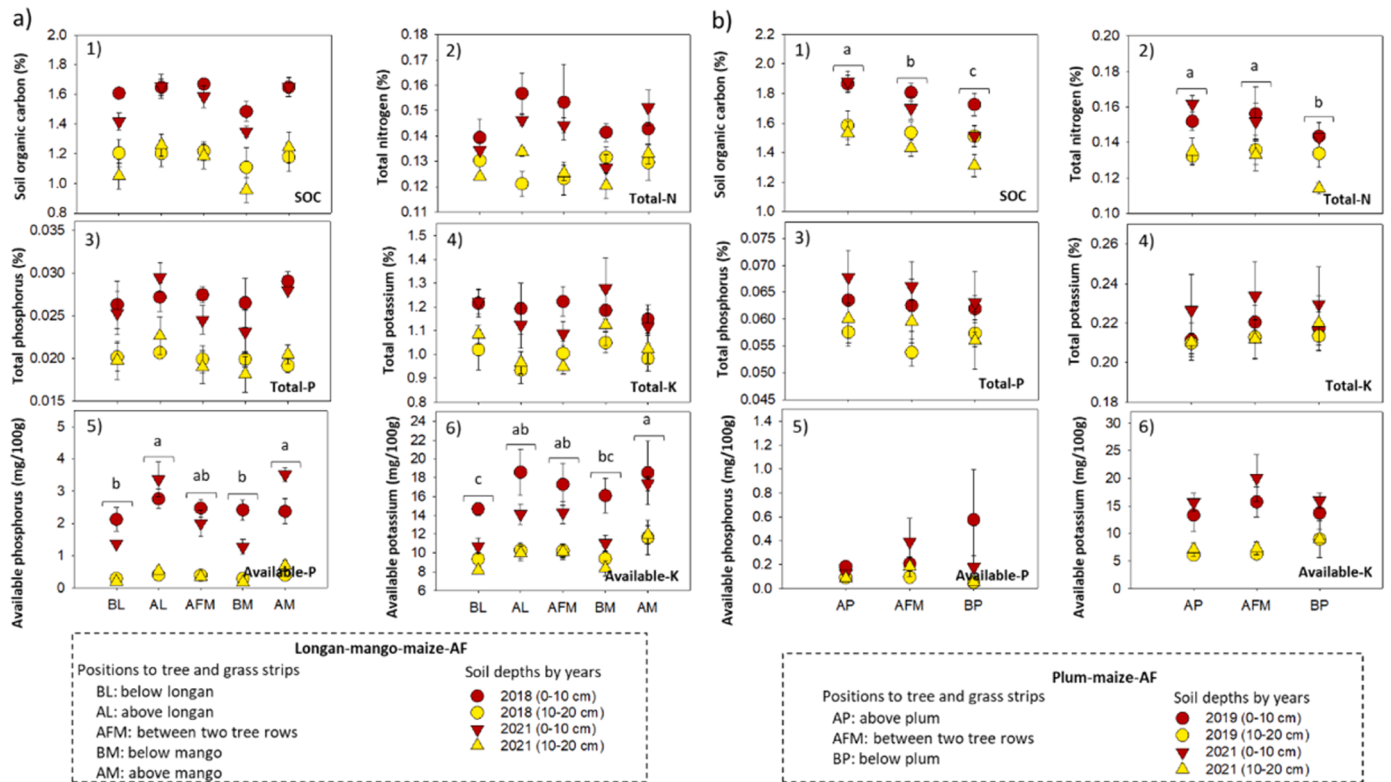 a)
1)
Soil organic carbon (%)
2.0
1.8
1.6
1.4
1.2
1.0
0.8
SOC
2)
Total nitrogen (%)
0.18
0.17
0.16
0.15
0.14
0.13
0.12
0.11
Total-N
3)
Total phosphorus (%)
0.035
0.030
0.025
0.020
0.015
Total-P
4)
Total potassium (%)
1.5
1.4
1.3
1.2
1.1
1.0
0.9
0.8
Total-K
5)
Available phosphorus (mg/100g)
5
4
3
2
1
0
b
a
ab
b
a
Available-P
BL
AL
AFM
BM
AM
6)
Available potassium (mg/100g)
24
22
20
18
16
14
12
10
8
6
4
c
ab
ab
bc
a
Available-K
BL
AL
AFM
BM
AM
Longan-mango-maize-AF
Positions to tree and grass strips
BL: below longan
AL: above longan
AFM: between two tree rows
BM: below mango
AM: above mango
Soil depths by years
2018 (0-10 cm)
2018 (10-20 cm)
2021 (0-10 cm)
2021 (10-20 cm)
b)
1)
Soil organic carbon (%)
2.2
2.0
1.8
1.6
1.4
1.2
1.0
a
b
c
SOC
2)
Total nitrogen (%)
0.20
0.18
0.16
0.14
0.12
0.10
a
a
b
Total-N
3)
Total phosphorus (%)
0.075
0.070
0.065
0.060
0.055
0.050
0.045
Total-P
4)
Total potassium (%)
0.26
0.24
0.22
0.20
0.18
Total-K
5)
Available phosphorus (mg/100g)
1.4
1.2
1.0
0.8
0.6
0.4
0.2
0.0
Available-P
AP
AFM
BP
6)
Available potassium (mg/100g)
30
25
20
15
10
5
0
Available-K
AP
AFM
BP
Plum-maize-AF
Positions to tree and grass strips
AP: above plum
AFM: between two tree rows
BP: below plum
Soil depths by years
2019 (0-10 cm)
2019 (10-20 cm)
2021 (0-10 cm)
2021 (10-20 cm)